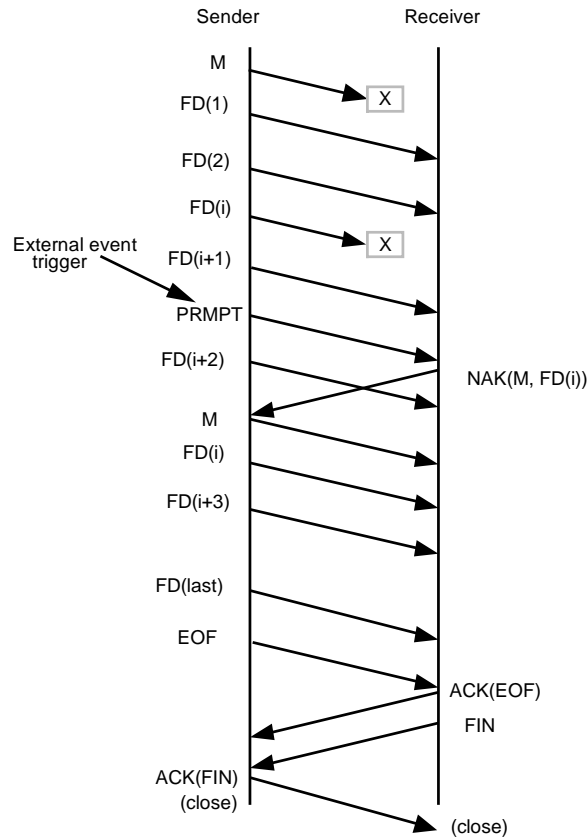 Sender Receiver
M
X
FD(1)
FD(2)
FD(i)
X
External event
trigger
FD(i+1)
PRMPT
FD(i+2)
NAK(M, FD(i))
M
FD(i)
FD(i+3)
FD(last)
EOF
ACK(EOF)
FIN
ACK(FIN)
(close)
(close)